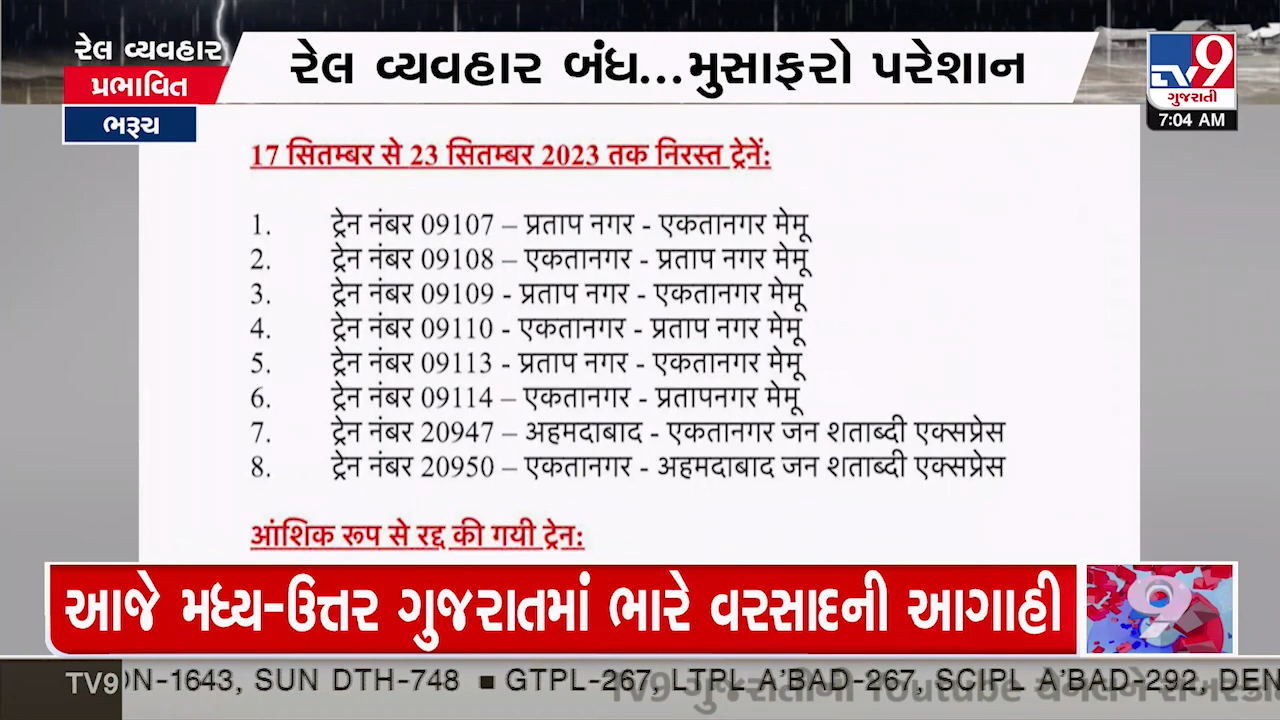 રેલ વ્યવહાર
પ્રભાવિત
ભરૂચ
રેલ વ્યવહાર બંધ...મુસાફરો પરેશાન
TV9
ગુજરાતી
7:04 AM
17 सितम्बर से 23 सितम्बर 2023 तक निरस्त ट्रेनें:
1. ट्रेन नंबर 09107 – प्रताप नगर - एकतानगर मेमू
2. ट्रेन नंबर 09108 – एकतानगर - प्रताप नगर मेमू
3. ट्रेन नंबर 09109 - प्रताप नगर - एकतानगर मेमू
4. ट्रेन नंबर 09110 - एकतानगर - प्रताप नगर मेमू
5. ट्रेन नंबर 09113 - प्रताप नगर - एकतानगर मेमू
6. ट्रेन नंबर 09114 – एकतानगर - प्रतापनगर मेमू
7. ट्रेन नंबर 20947 – अहमदाबाद - एकतानगर जन शताब्दी एक्सप्रेस
8. ट्रेन नंबर 20950 – एकतानगर - अहमदाबाद जन शताब्दी एक्सप्रेस
आंशिक रूप से रद्द की गयी ट्रेन:
આજે મધ્ય-ઉત્તર ગુજરાતમાં ભારે વરસાદની આગાહી
9
TV9 ON-1643, SUN DTH-748 ■ GTPL-267, LTPL A'BAD-267, SCIPL A'BAD-292, DEN